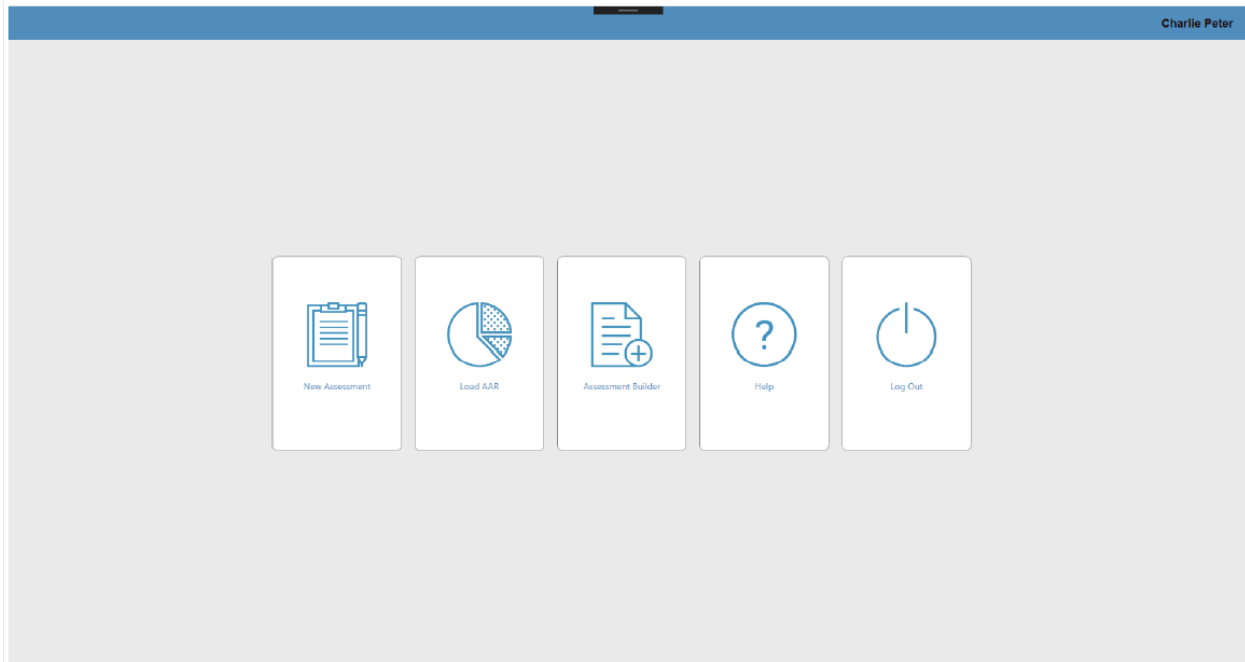 Charlie Peter
New Assessment
Load AAR
Assessment Builder
?
Help
Log Out